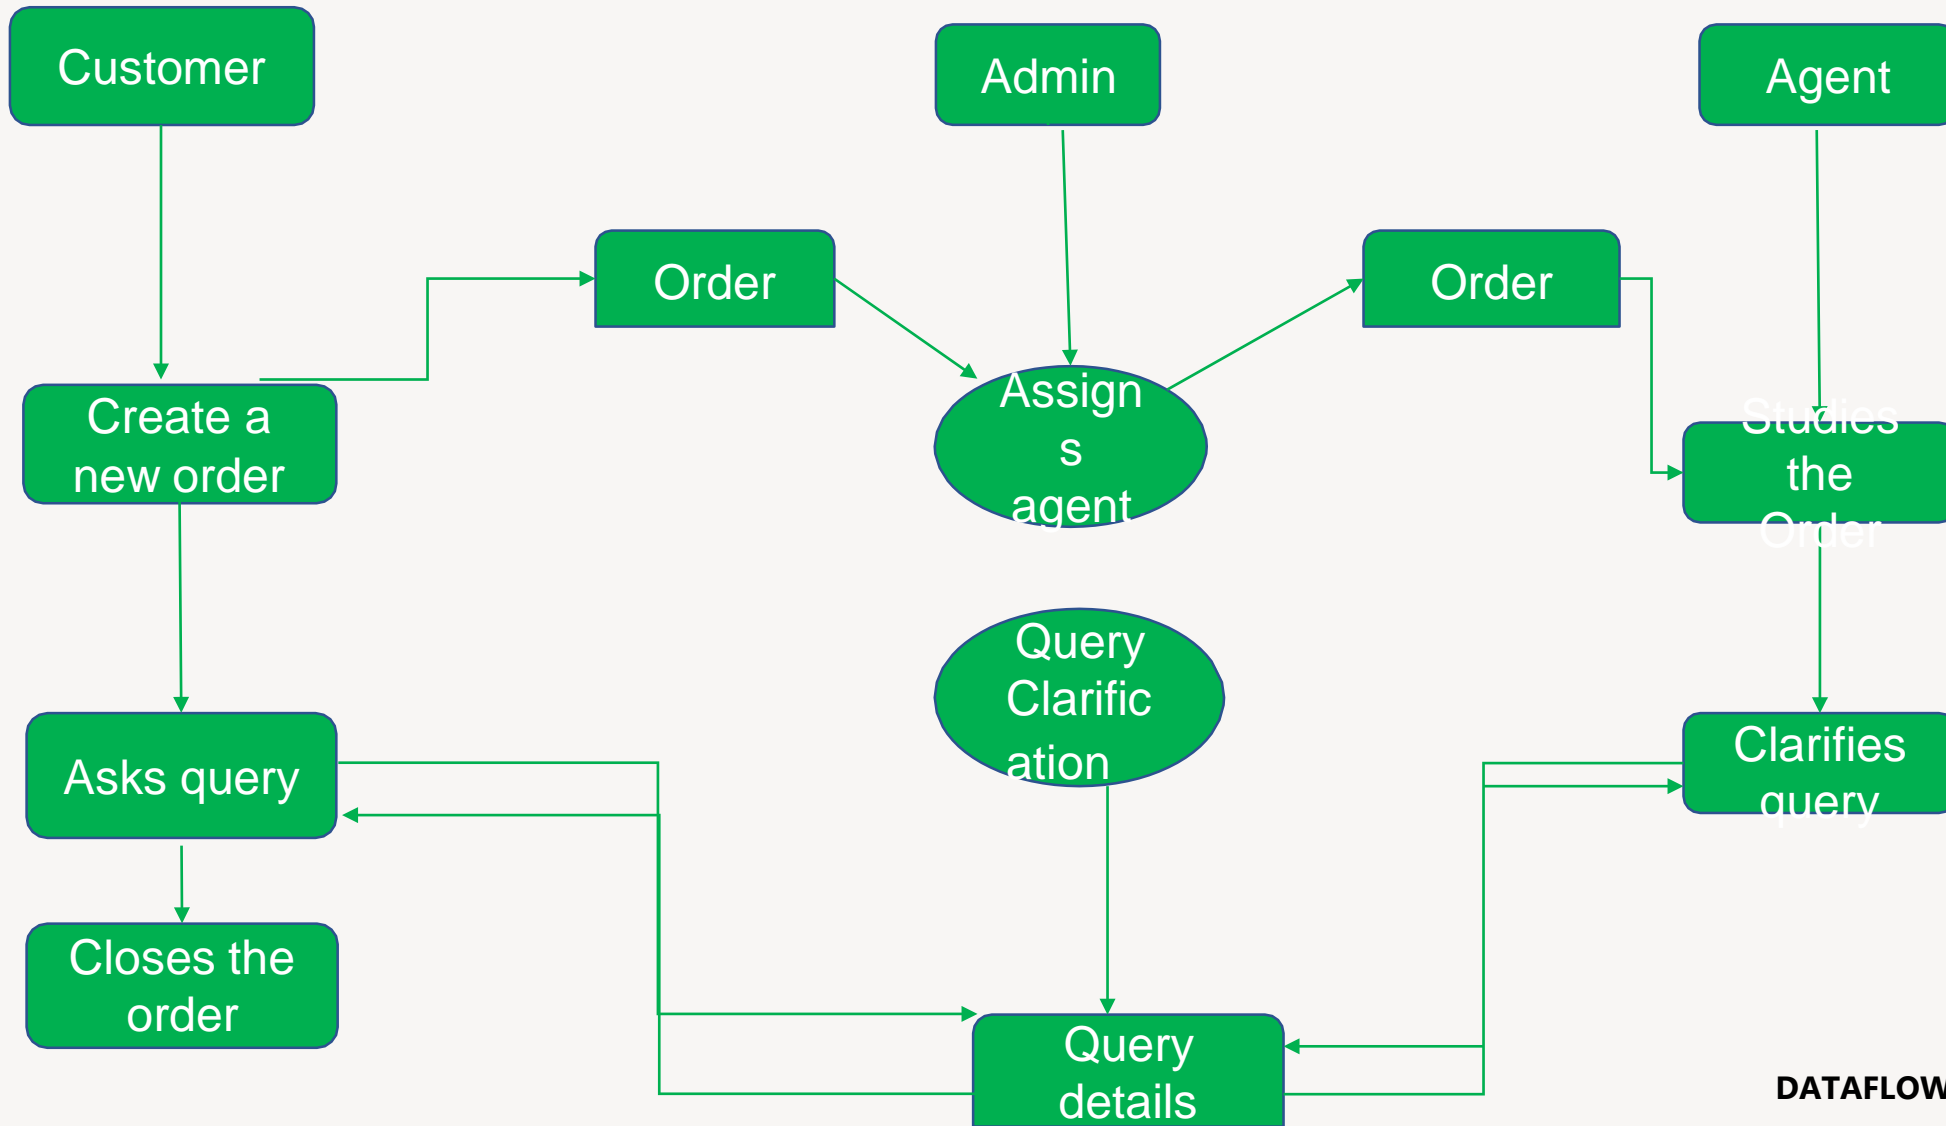 Customer
Admin
Agent
Order
Order
Create a
new order
Assign
s
agent
Studies
the
Order
Query
Clarific
ation
Asks query
Clarifies
query
Closes the
order
Query
details
DATAFLOW